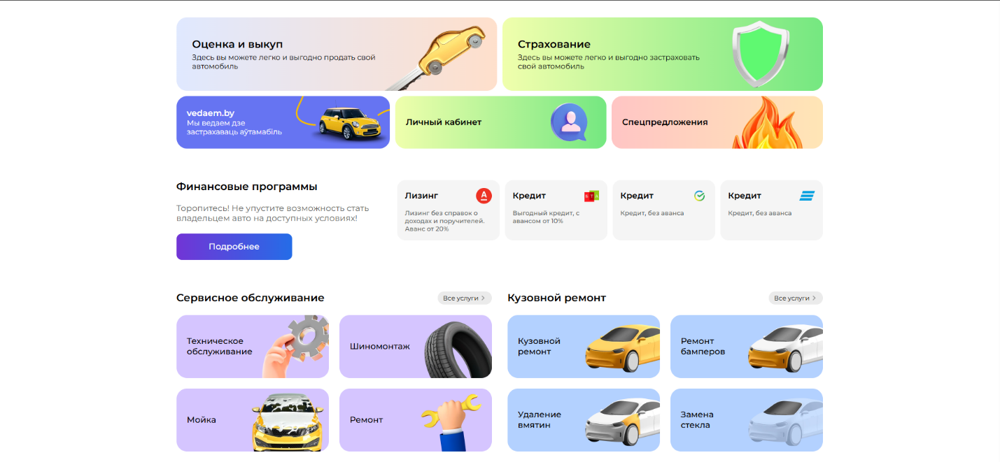 Оценка и выкуп
Здесь вы можете легко и выгодно продать свой
автомобиль
Страхование
Здесь вы можете легко и выгодно застраховать
свой автомобиль
vedaem.by
Мы ведаем дзе
застрахаваць аўтамабіль
Личный кабинет
Спецпредложения
Финансовые программы
Торопитесь! Не упустите возможность стать
владельцем авто на доступных условиях!
Подробнее
Лизинг
А
Лизинг без справок о
доходах и поручителей.
Аванс от 20%
Кредит
БТА
Выгодный кредит, с
авансом от 10%
Кредит
Кредит, без аванса
Кредит
Кредит, без аванса
Сервисное обслуживание
Все услуги
Техническое
обслуживание
Шиномонтаж
Мойка
Ремонт
Кузовной ремонт
Все услуги
Кузовной
ремонт
Ремонт
бамперов
Удаление
вмятин
Замена
стекла